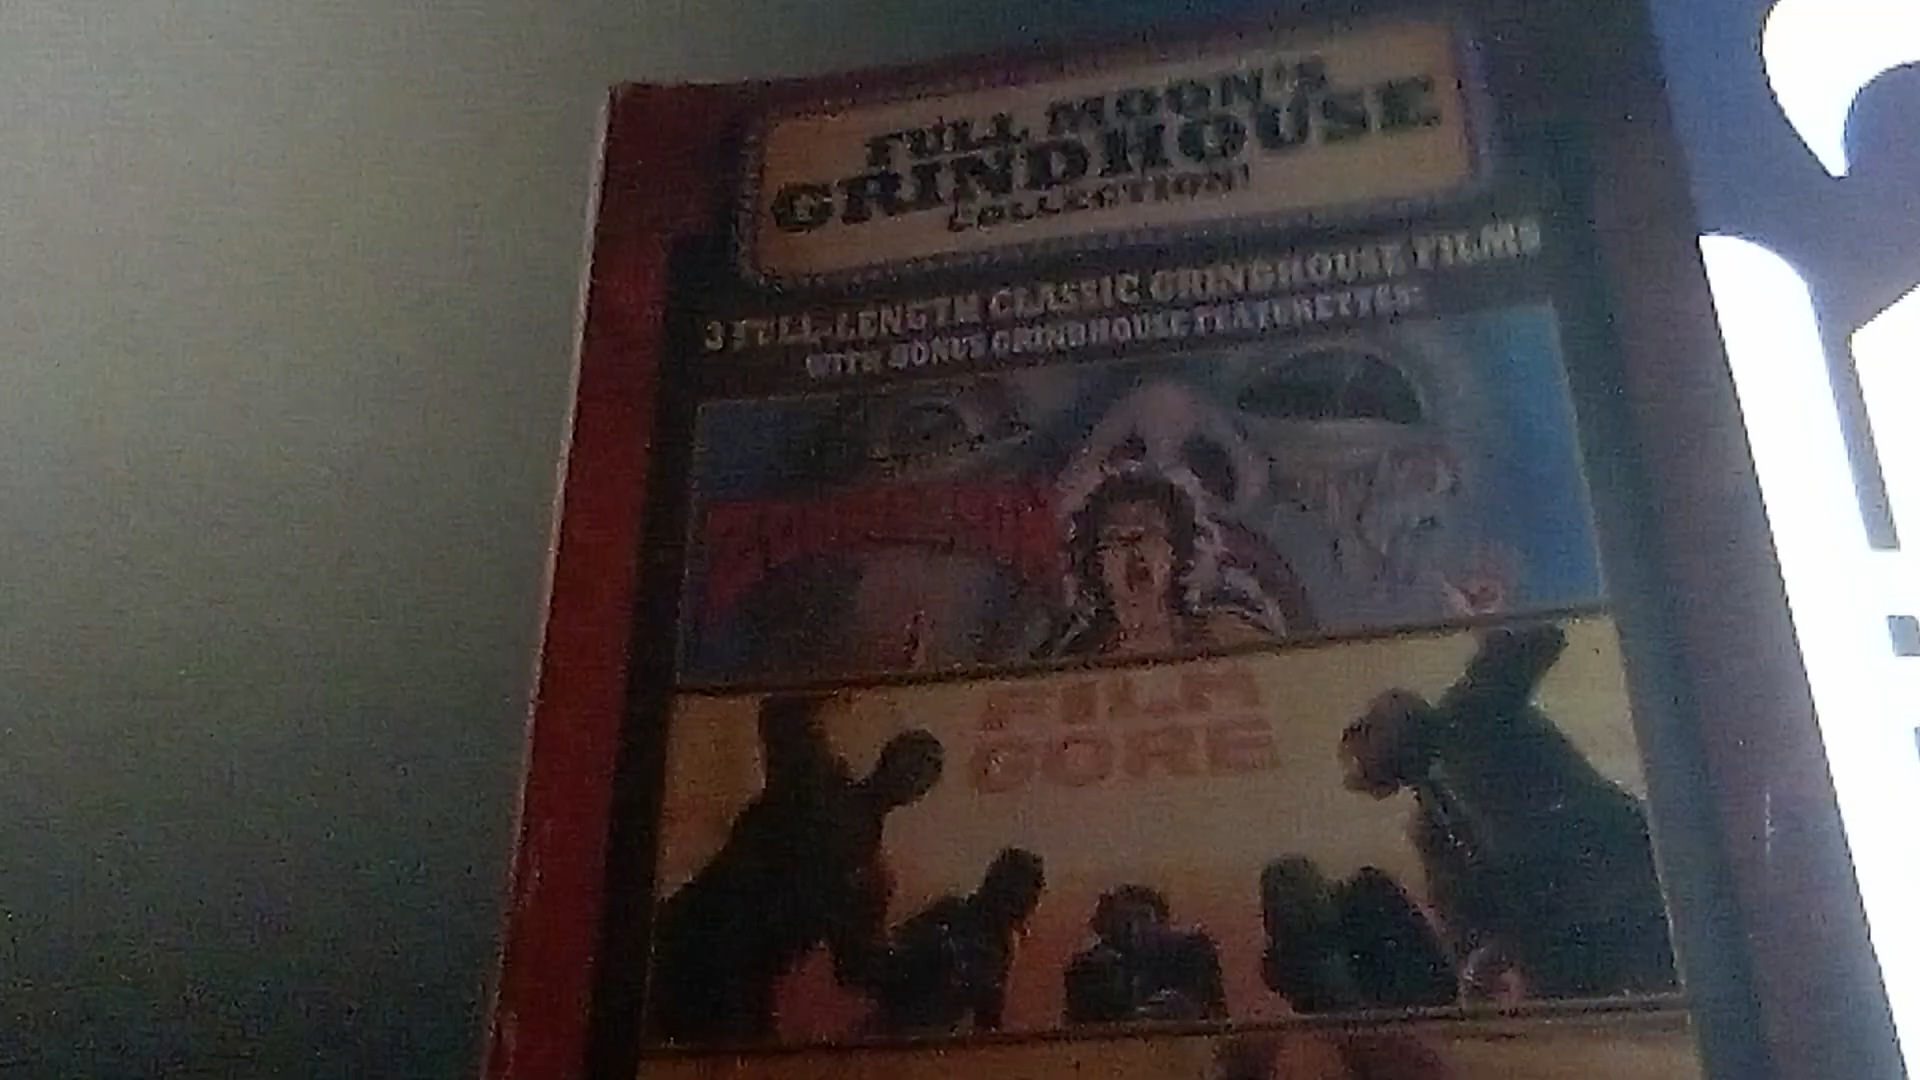 FULL MOON'S
GRINDHOUSE
COLLECTION!
3 FULL-LENGTH CLASSIC GRINDHOUSE FILMS
WITH BONUS GRINDHOUSE FEATURETTES!
FILM
GORE